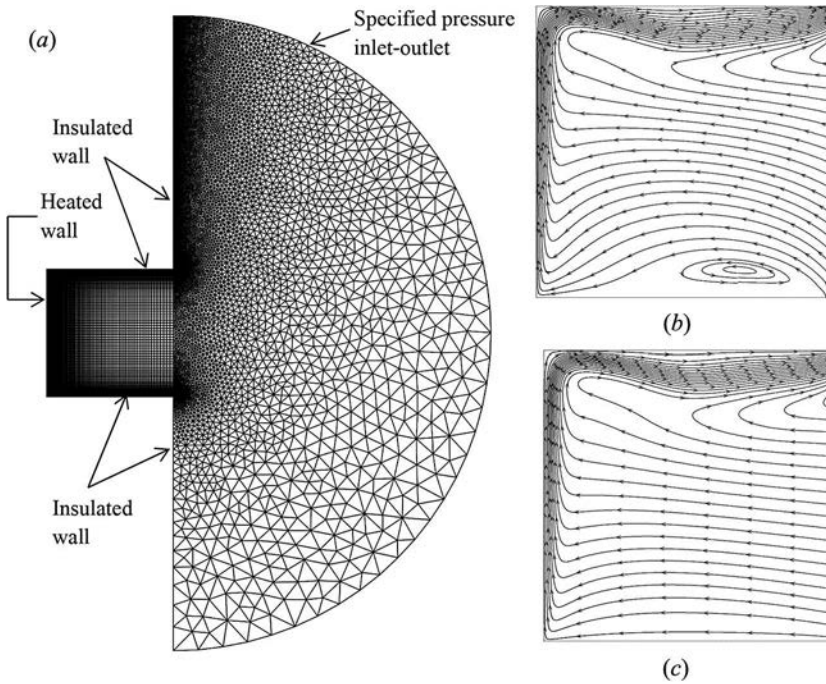 (a)
Specified pressure
inlet-outlet
Insulated
wall
Heated
wall
Insulated
wall
(b)
(c)